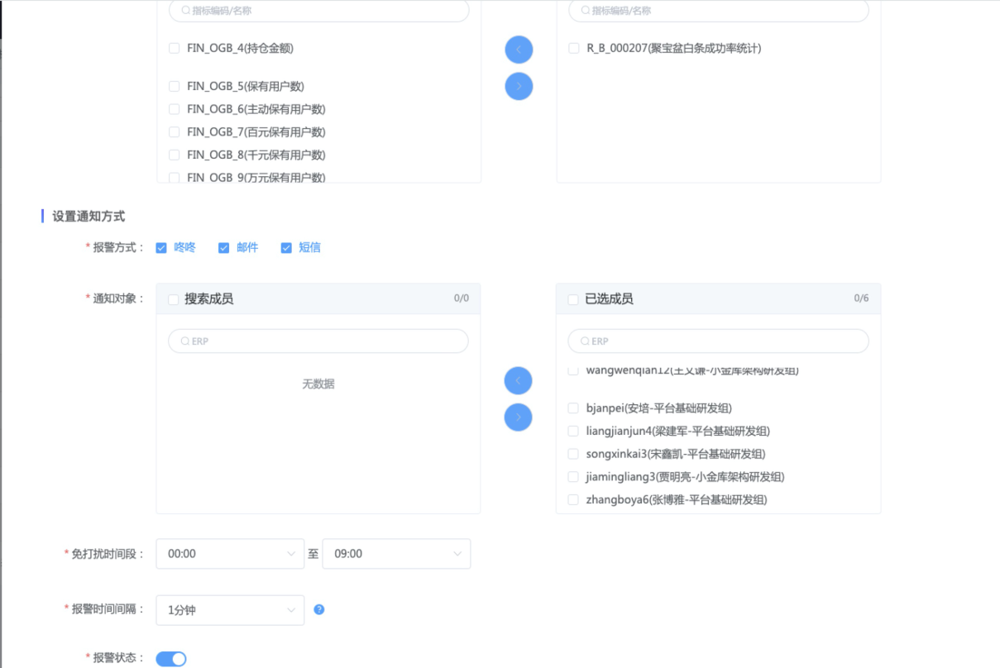 指标编码/名称
指标编码/名称
FIN_OGB_4(持仓金额)
R_B_000207(聚宝盆白条成功率统计)
FIN_OGB_5(保有用户数)
FIN_OGB_6(主动保有用户数)
FIN_OGB_7(百元保有用户数)
FIN_OGB_8(千元保有用户数)
FIN_OGB_9(万元保有用户数)
设置通知方式
* 报警方式：
咚咚
邮件
短信
* 通知对象：
搜索成员
0/0
已选成员
0/6
ERP
ERP
无数据
wangwenqian12(王文谦-小金库架构研发组)
bjanpei(安培-平台基础研发组)
liangjianjun4(梁建军-平台基础研发组)
songxinkai3(宋鑫凯-平台基础研发组)
jiamingliang3(贾明亮-小金库架构研发组)
zhangboya6(张博雅-平台基础研发组)
* 免打扰时间段：
00:00
至
09:00
* 报警时间间隔：
1分钟
?
* 报警状态：